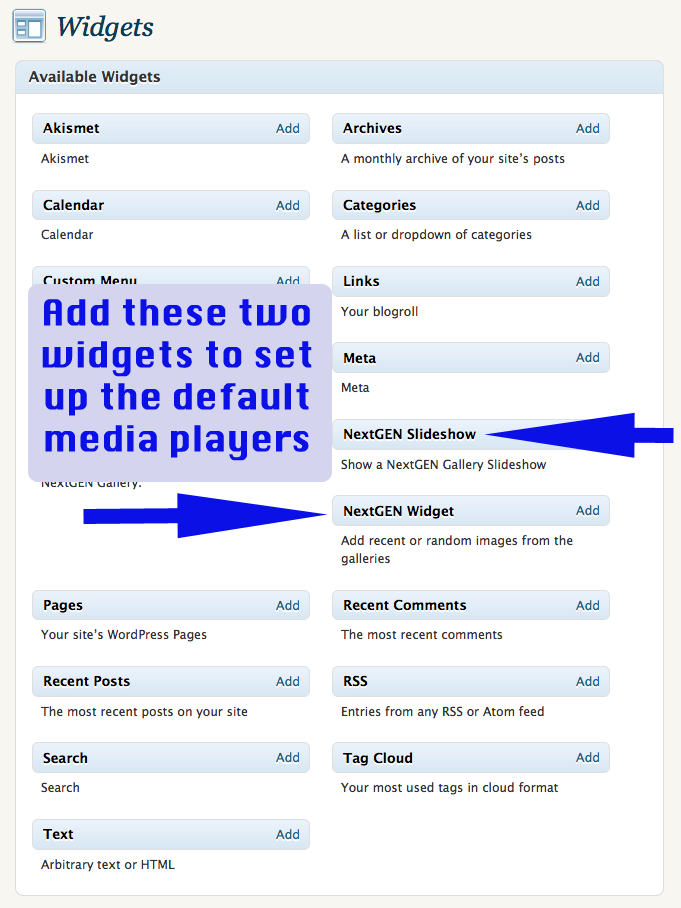 Widgets
Available Widgets
Akismet Add
Akismet
Archives Add
A monthly archive of your site's posts
Calendar Add
Calendar
Categories Add
A list or dropdown of categories
Custom Menu Add
Links Add
Your blogroll
Add these two
widgets to set
up the default
media players
Meta Add
Meta
NextGEN Slideshow
Show a NextGEN Gallery Slideshow
NextGEN Gallery.
NextGEN Widget Add
Add recent or random images from the
galleries
Pages Add
Your site's WordPress Pages
Recent Comments Add
The most recent comments
Recent Posts Add
The most recent posts on your site
RSS Add
Entries from any RSS or Atom feed
Search Add
Search
Tag Cloud Add
Your most used tags in cloud format
Text Add
Arbitrary text or HTML